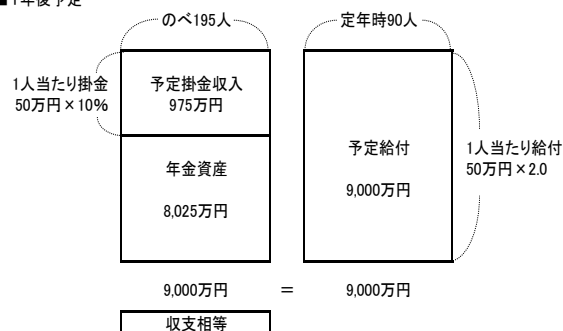 ■1年後予定
のべ195人
定年時90人
1人当たり掛金
50万円×10%
予定掛金収入
975万円
年金資産
8,025万円
予定給付
9,000万円
1人当たり給付
50万円×2.0
9,000万円 = 9,000万円
収支相等